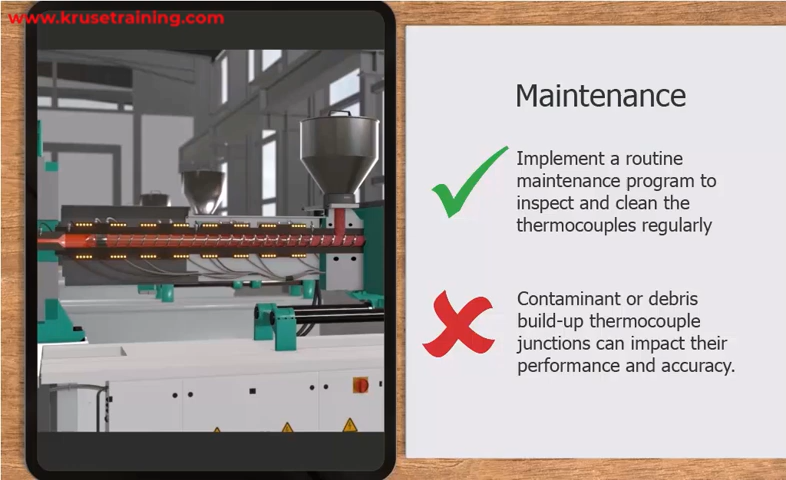 www.krusetraining.com
Maintenance
Implement a routine
maintenance program to
inspect and clean the
thermocouples regularly
Contaminant or debris
build-up thermocouple
junctions can impact their
performance and accuracy.